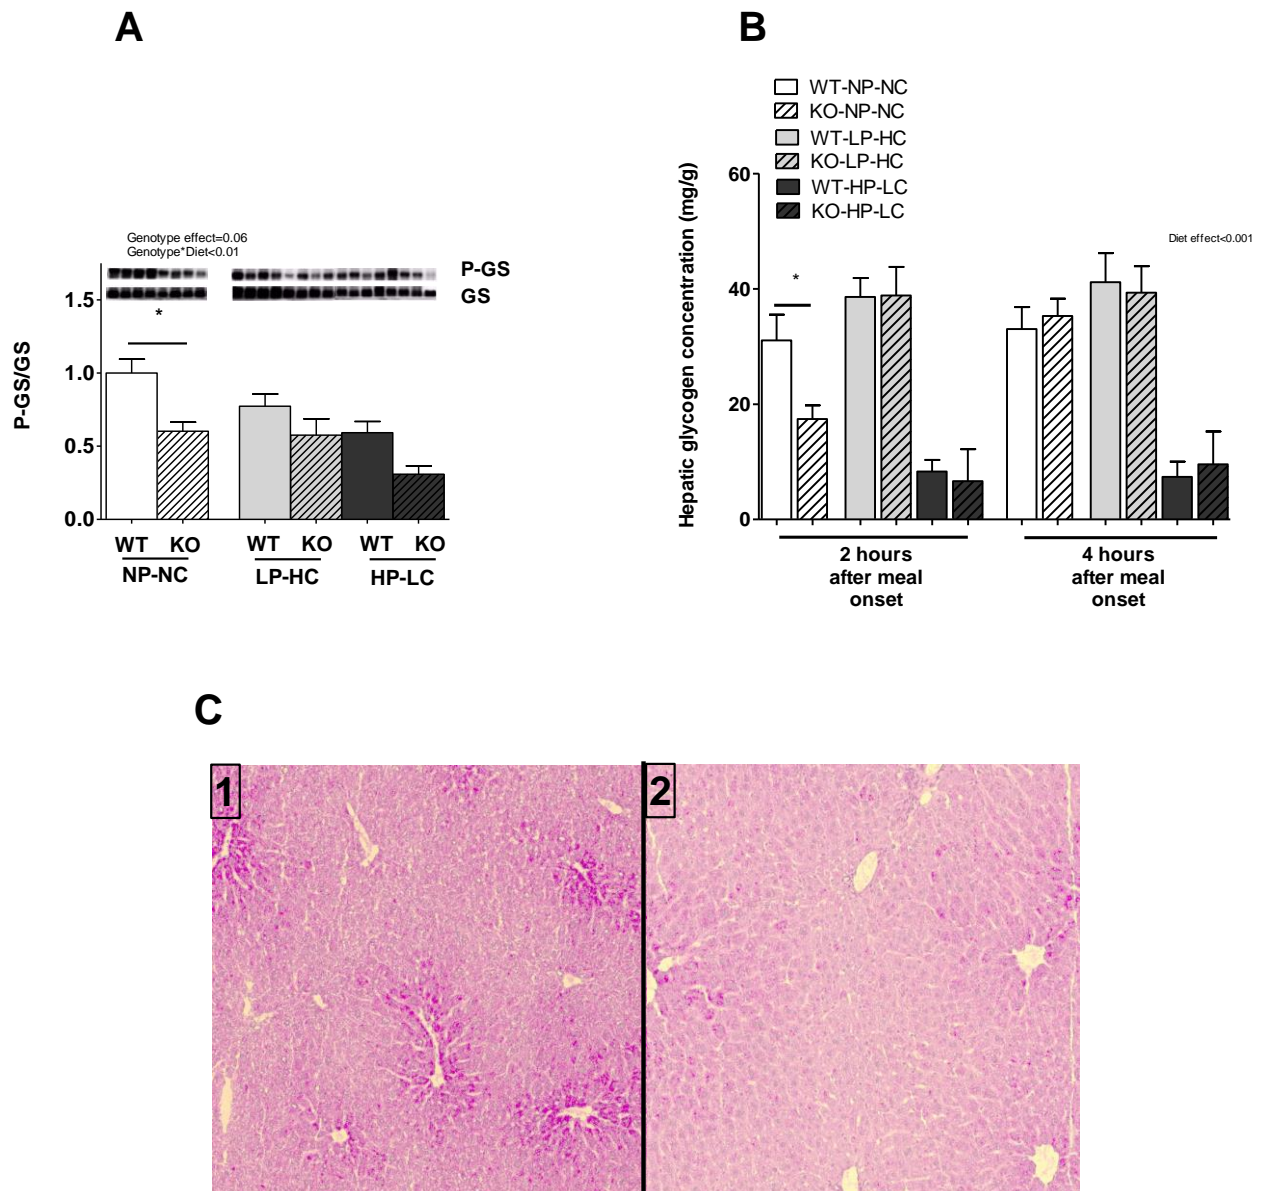 A
Genotype effect=0.06
Genotype*Diet<0.01
P-GS
GS
*
P-GS/GS
1.5
1.0
0.5
0.0
WT KO WT KO WT KO
NP-NC LP-HC HP-LC
B
WT-NP-NC
KO-NP-NC
WT-LP-HC
KO-LP-HC
WT-HP-LC
KO-HP-LC
Diet effect<0.001
*
Hepatic glycogen concentration (mg/g)
60
40
20
0
2 hours
after meal
onset
4 hours
after meal
onset
C
1
2